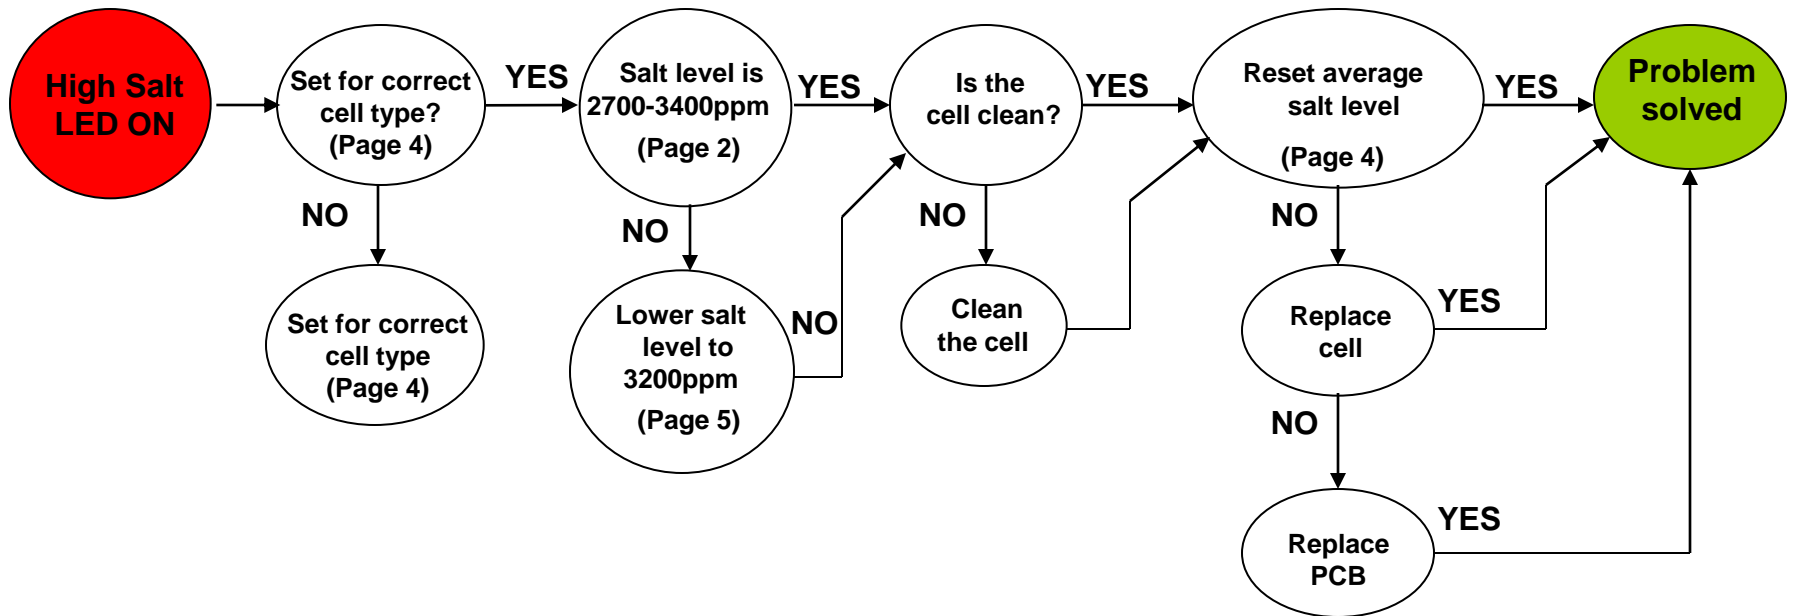 High Salt
LED ON
Set for correct
cell type?
(Page 4)
YES
NO
Set for correct
cell type
(Page 4)
Salt level is
2700-3400ppm
(Page 2)
YES
NO
Lower salt
level to
3200ppm
(Page 5)
NO
Is the
cell clean?
YES
NO
Clean
the cell
Reset average
salt level
(Page 4)
YES
NO
Replace
cell
YES
NO
Replace
PCB
YES
Problem
solved